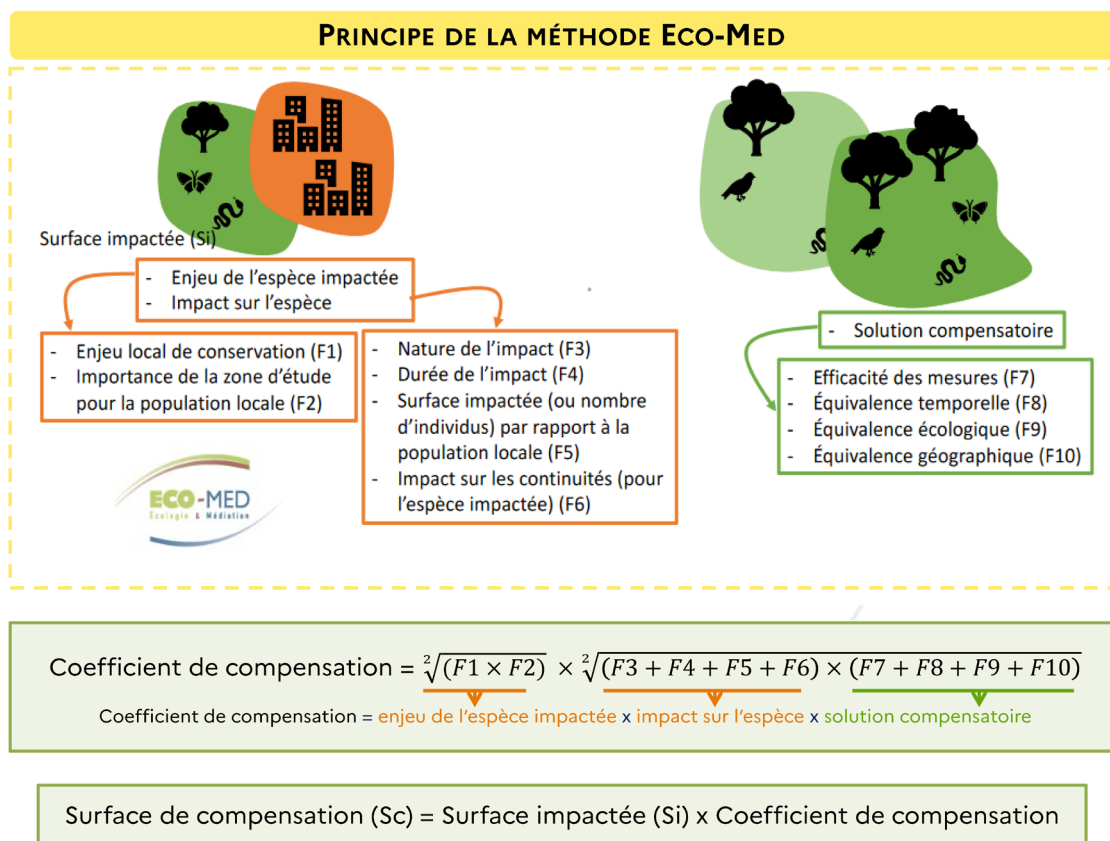 PRINCIPE DE LA MÉTHODE ECO-MED
Surface impactée (Si)
- Enjeu de l'espèce impactée
- Impact sur l'espèce
- Enjeu local de conservation (F1)
- Importance de la zone d'étude
pour la population locale (F2)
- Nature de l'impact (F3)
- Durée de l'impact (F4)
- Surface impactée (ou nombre
d'individus) par rapport à la
population locale (F5)
- Impact sur les continuités (pour
l'espèce impactée) (F6)
ECO-MED
Ecologie & Médiation
- Solution compensatoire
- Efficacité des mesures (F7)
- Équivalence temporelle (F8)
- Équivalence écologique (F9)
- Équivalence géographique (F10)
Coefficient de compensation = ²√(F1 × F2) × ²√(F3 + F4 + F5 + F6) × (F7 + F8 + F9 + F10)
Coefficient de compensation = enjeu de l'espèce impactée x impact sur l'espèce x solution compensatoire
Surface de compensation (Sc) = Surface impactée (Si) x Coefficient de compensation